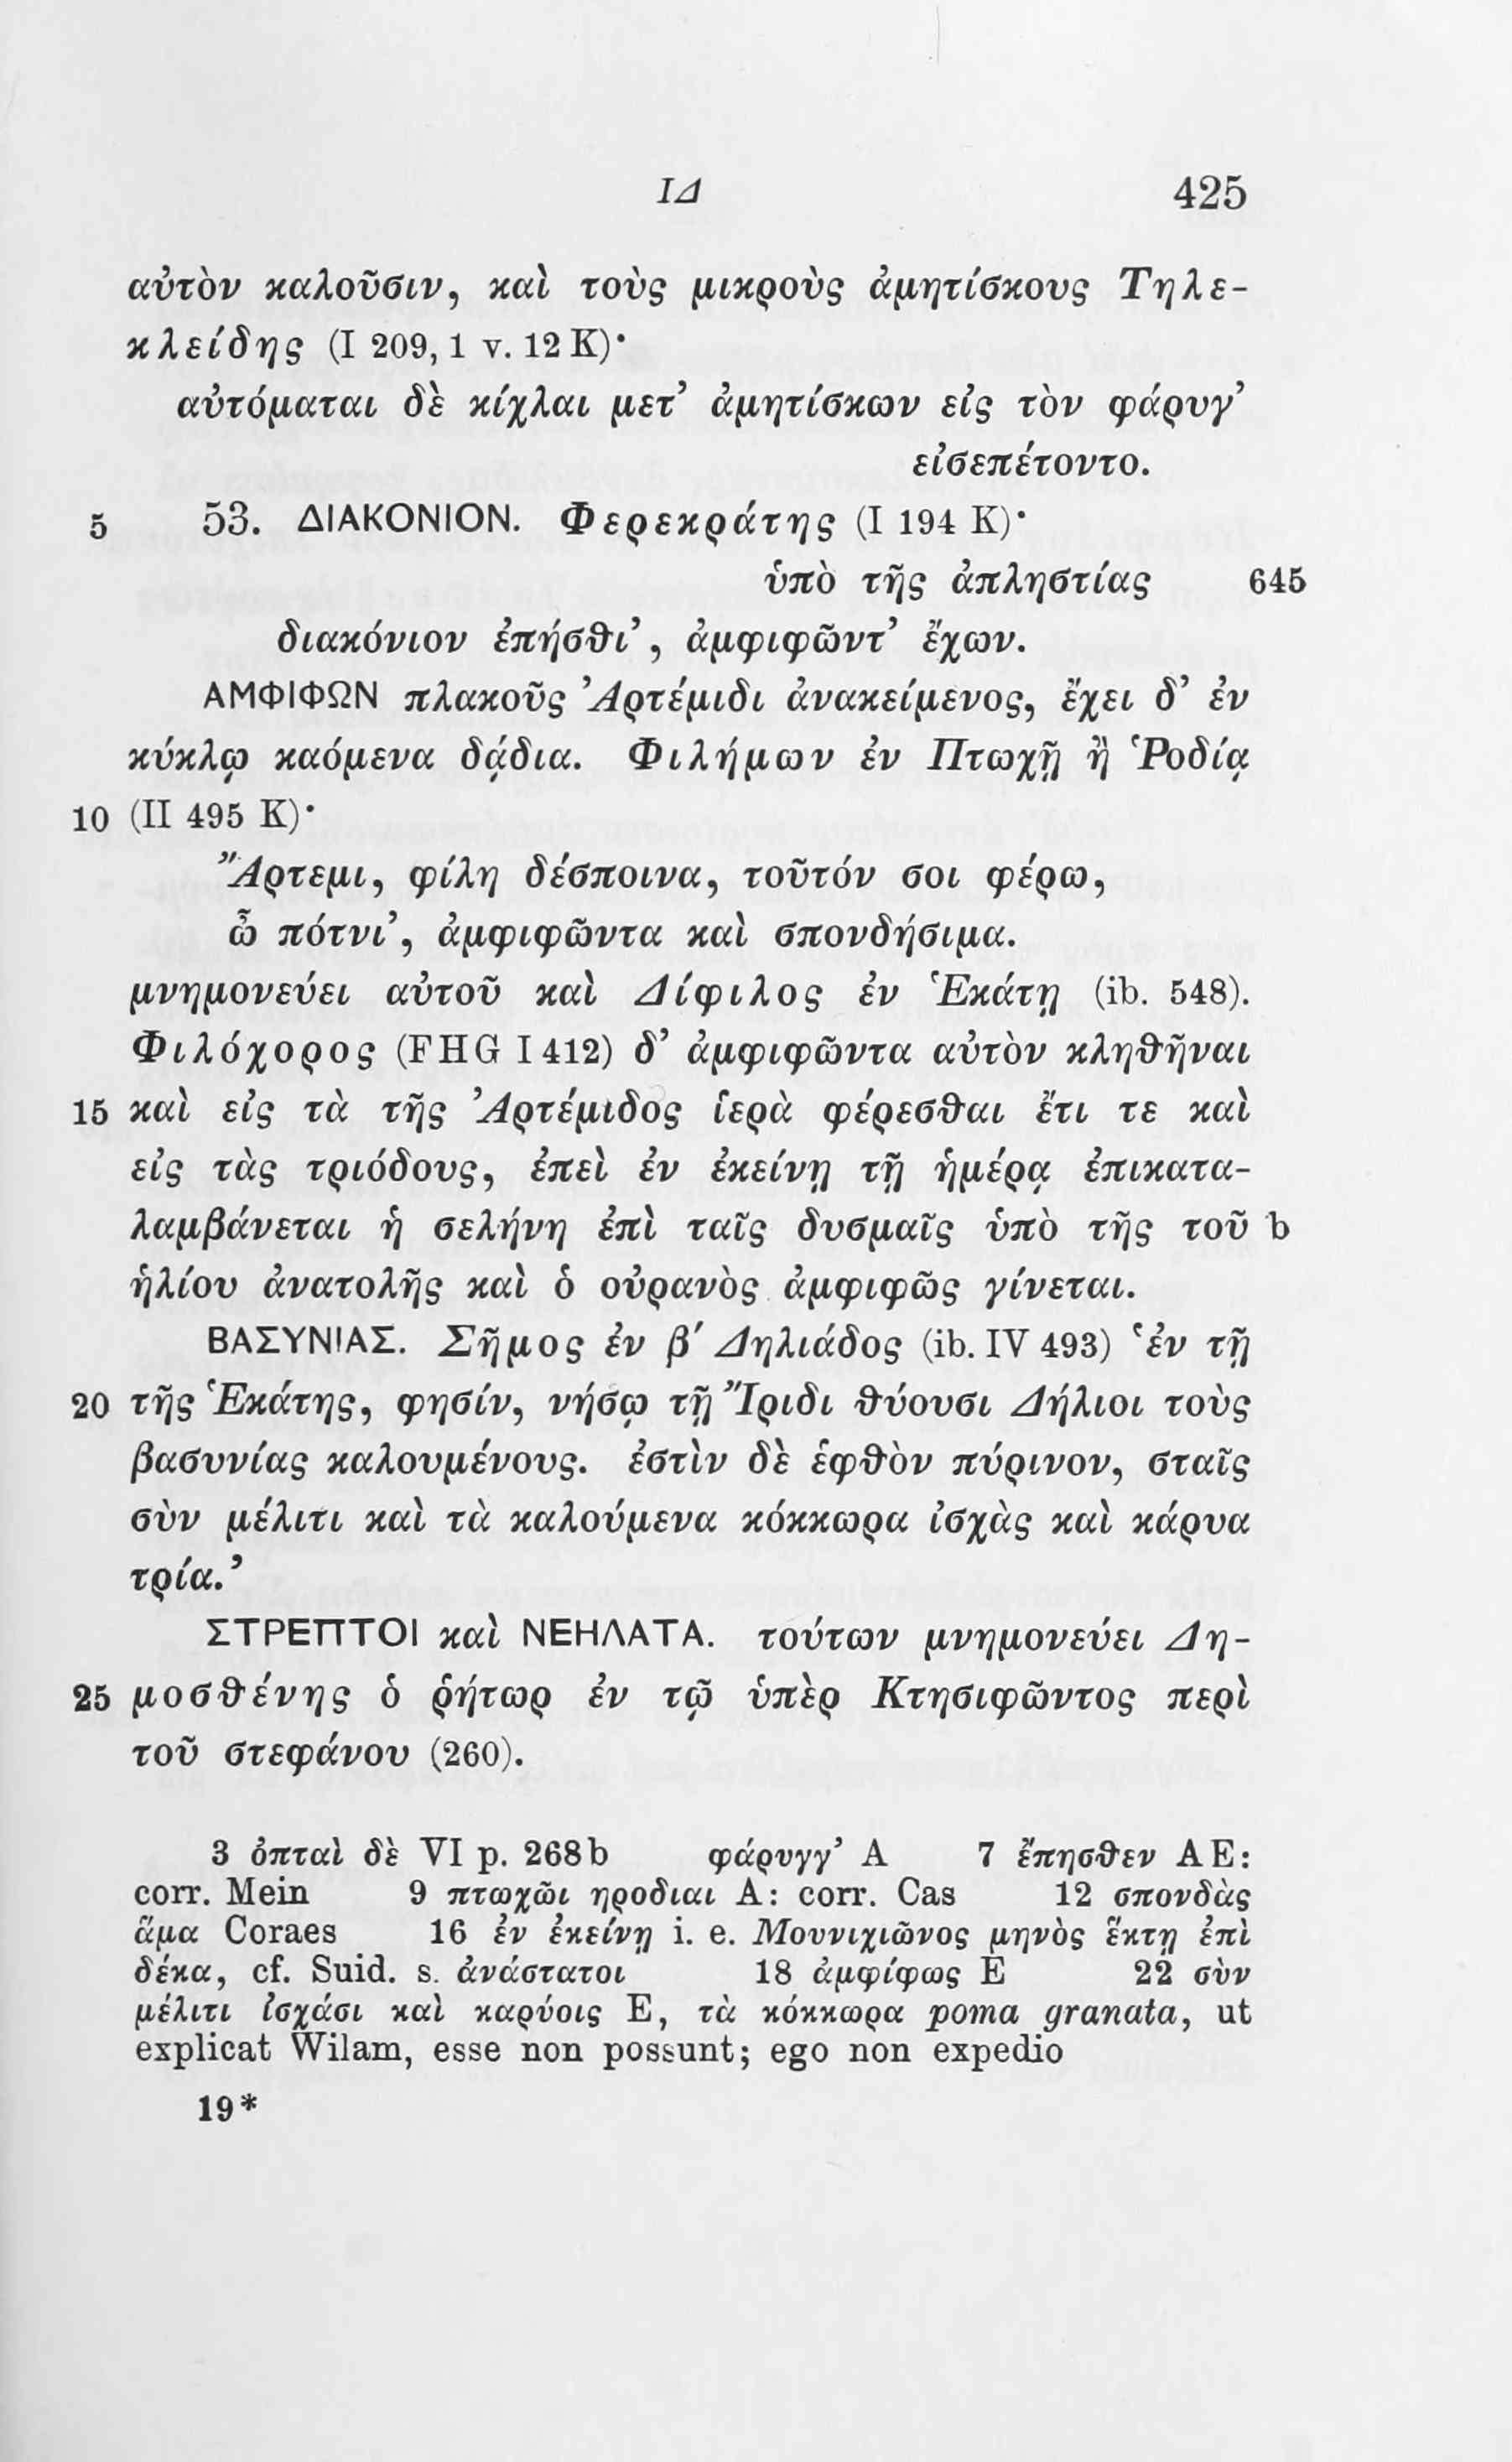 ΙΔ 425
αὐτὸν καλοῦσιν, καὶ τοὺς μικροὺς ἀμητίσκους Τηλε-
κλείδης (I 209, 1 v. 12 K)·
αὐτόμαται δὲ κίχλαι μετ’ ἀμητίσκων εἰς τὸν φάρυγ’
εἰσεπέτοντο.
5 53. ΔΙΑΚΟΝΙΟΝ. Φερεκράτης (I 194 K)·
ὑπὸ τῆς ἀπληστίας 645
διακόνιον ἐπήσθι’, ἀμφιφῶντ’ ἔχων.
ΑΜΦΙΦΩΝ πλακοῦς Ἀρτέμιδι ἀνακείμενος, ἔχει δ’ ἐν
κύκλῳ καόμενα δᾴδια. Φιλήμων ἐν Πτωχῇ ἢ Ῥοδίᾳ
10 (II 495 K)·
Ἄρτεμι, φίλη δέσποινα, τοῦτόν σοι φέρω,
ὦ πότνι’, ἀμφιφῶντα καὶ σπονδήσιμα.
μνημονεύει αὐτοῦ καὶ Δίφιλος ἐν Ἑκάτῃ (ib. 548).
Φιλόχορος (FHG I 412) δ’ ἀμφιφῶντα αὐτὸν κληθῆναι
15 καὶ εἰς τὰ τῆς Ἀρτέμιδος ἱερὰ φέρεσθαι ἔτι τε καὶ
εἰς τὰς τριόδους, ἐπεὶ ἐν ἐκείνῃ τῇ ἡμέρᾳ ἐπικατα-
λαμβάνεται ἡ σελήνη ἐπὶ ταῖς δυσμαῖς ὑπὸ τῆς τοῦ b
ἡλίου ἀνατολῆς καὶ ὁ οὐρανὸς ἀμφιφῶς γίνεται.
ΒΑΣΥΝΙΑΣ. Σῆμος ἐν β′ Δηλιάδος (ib. IV 493) ‘ἐν τῇ
20 τῆς Ἑκάτης, φησίν, νήσῳ τῇ Ἴριδι θύουσι Δήλιοι τοὺς
βασυνίας καλουμένους. ἐστὶν δὲ ἑφθὸν πύρινον, σταῖς
σὺν μέλιτι καὶ τὰ καλούμενα κόκκωρα ἰσχὰς καὶ κάρυα
τρία.’
ΣΤΡΕΠΤΟΙ καὶ ΝΕΗΛΑΤΑ. τούτων μνημονεύει Δη-
25 μοσθένης ὁ ῥήτωρ ἐν τῷ ὑπὲρ Κτησιφῶντος περὶ
τοῦ στεφάνου (260).
3 ὀπταὶ δὲ VI p. 268b φάρυγγ’ A 7 ἔπησθεν AE:
corr. Mein 9 πτωχῶι ηροδιαι A: corr. Cas 12 σπονδὰς
ἅμα Coraes 16 ἐν ἐκείνῃ i. e. Μουνιχιῶνος μηνὸς ἕκτῃ ἐπὶ
δέκα, cf. Suid. s. ἀνάστατοι 18 ἀμφίφως E 22 σὺν
μέλιτι ἰσχάσι καὶ καρύοις E, τὰ κόκκωρα poma granata, ut
explicat Wilam, esse non possunt; ego non expedio
19*